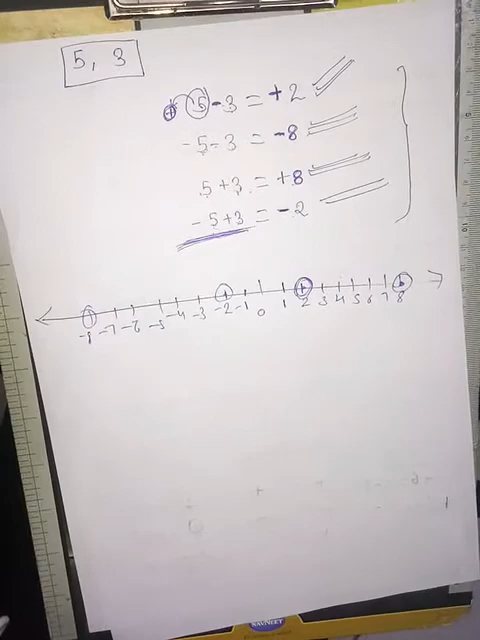 5, 3
+ 5 - 3 = +2
- 5 - 3 = -8
5 + 3 = +8
- 5 + 3 = -2
-8 -7 -6 -5 -4 -3 -2 -1 0 1 2 3 4 5 6 7 8
NAVNEET